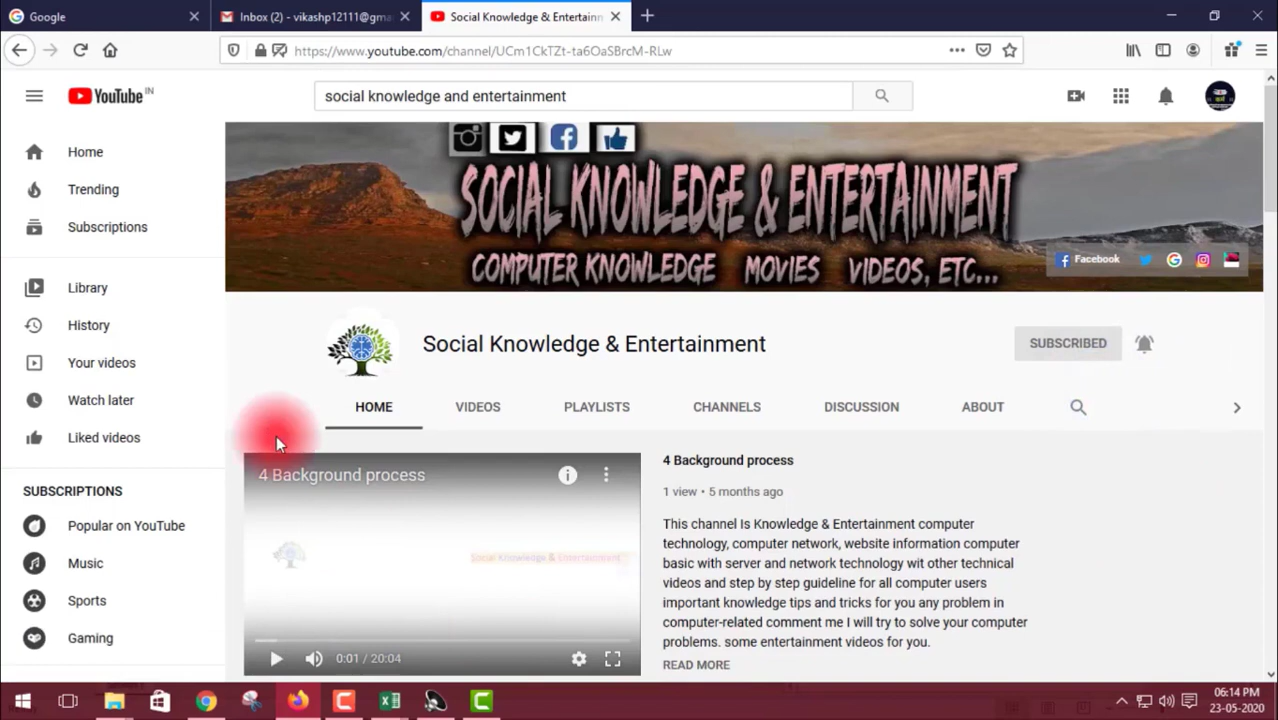 Google
Inbox (2) - vikashp12111@gma
Social Knowledge & Entertainm
https://www.youtube.com/channel/UCm1CkTZt-ta6OaSBrcM-RLw
YouTube IN
social knowledge and entertainment
Home
Trending
Subscriptions
Library
History
Your videos
Watch later
Liked videos
SUBSCRIPTIONS
Popular on YouTube
Music
Sports
Gaming
SOCIAL KNOWLEDGE & ENTERTAINMENT
COMPUTER KNOWLEDGE MOVIES VIDEOS, ETC...
Facebook
Social Knowledge & Entertainment
SUBSCRIBED
HOME VIDEOS PLAYLISTS CHANNELS DISCUSSION ABOUT
4 Background process
Social Knowledge & Entertainment
0:01 / 20:04
4 Background process
1 view • 5 months ago
This channel Is Knowledge & Entertainment computer
technology, computer network, website information computer
basic with server and network technology wit other technical
videos and step by step guideline for all computer users
important knowledge tips and tricks for you any problem in
computer-related comment me I will try to solve your computer
problems. some entertainment videos for you.
READ MORE
06:14 PM
23-05-2020